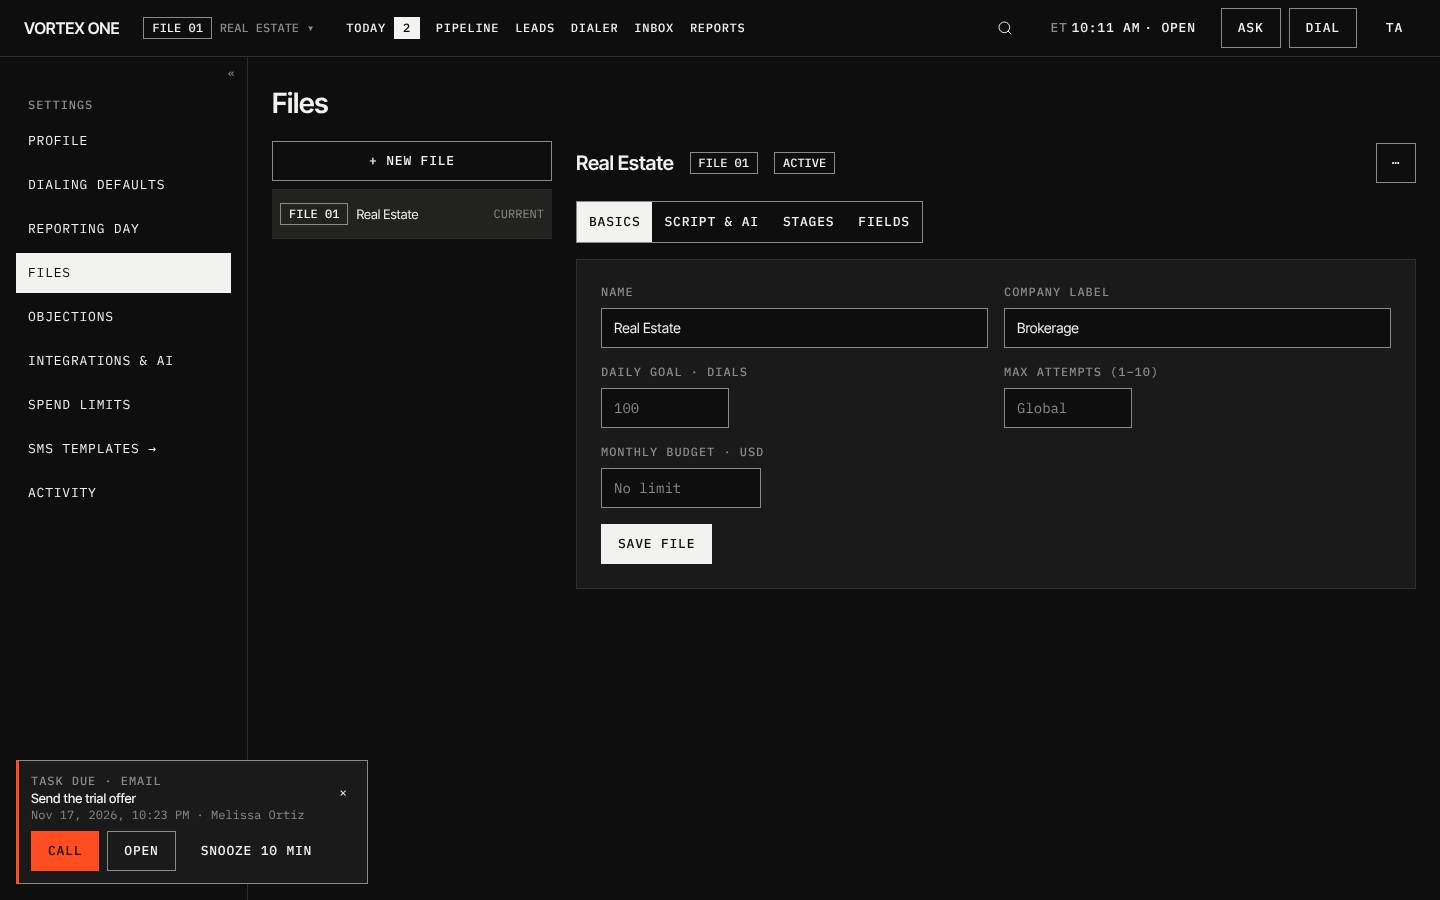 VORTEX ONE FILE 01 REAL ESTATE ▾ TODAY 2 PIPELINE LEADS DIALER INBOX REPORTS ET 10:11 AM · OPEN ASK DIAL TA
«
SETTINGS
PROFILE
DIALING DEFAULTS
REPORTING DAY
FILES
OBJECTIONS
INTEGRATIONS & AI
SPEND LIMITS
SMS TEMPLATES →
ACTIVITY
Files
+ NEW FILE
FILE 01 Real Estate CURRENT
Real Estate FILE 01 ACTIVE ⋯
BASICS SCRIPT & AI STAGES FIELDS
NAME COMPANY LABEL
Real Estate Brokerage
DAILY GOAL · DIALS MAX ATTEMPTS (1–10)
100 Global
MONTHLY BUDGET · USD
No limit
SAVE FILE
TASK DUE · EMAIL
×
Send the trial offer
Nov 17, 2026, 10:23 PM · Melissa Ortiz
CALL OPEN SNOOZE 10 MIN